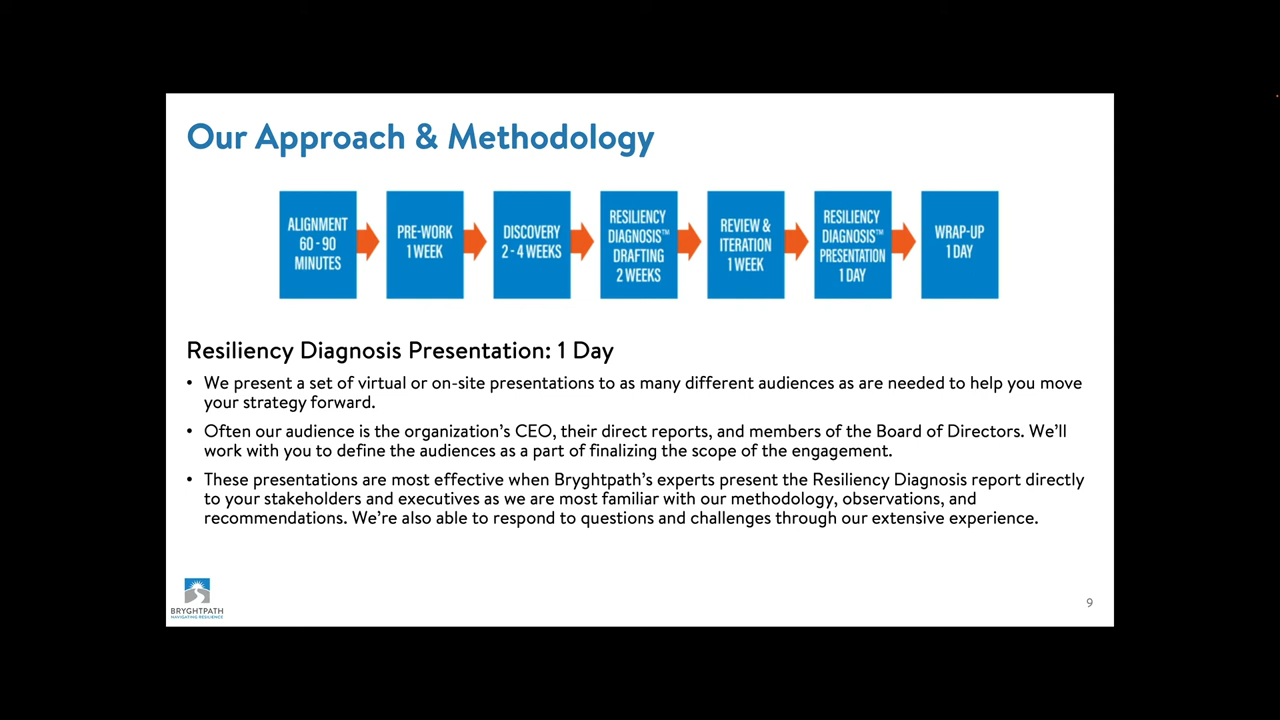 Our Approach & Methodology
ALIGNMENT
60 - 90
MINUTES
PRE-WORK
1 WEEK
DISCOVERY
2 - 4 WEEKS
RESILIENCY
DIAGNOSIS™
DRAFTING
2 WEEKS
REVIEW &
ITERATION
1 WEEK
RESILIENCY
DIAGNOSIS™
PRESENTATION
1 DAY
WRAP-UP
1 DAY
Resiliency Diagnosis Presentation: 1 Day
• We present a set of virtual or on-site presentations to as many different audiences as are needed to help you move
your strategy forward.
• Often our audience is the organization’s CEO, their direct reports, and members of the Board of Directors. We’ll
work with you to define the audiences as a part of finalizing the scope of the engagement.
• These presentations are most effective when Bryghtpath’s experts present the Resiliency Diagnosis report directly
to your stakeholders and executives as we are most familiar with our methodology, observations, and
recommendations. We’re also able to respond to questions and challenges through our extensive experience.
BRYGHTPATH
NAVIGATING RESILIENCE
9